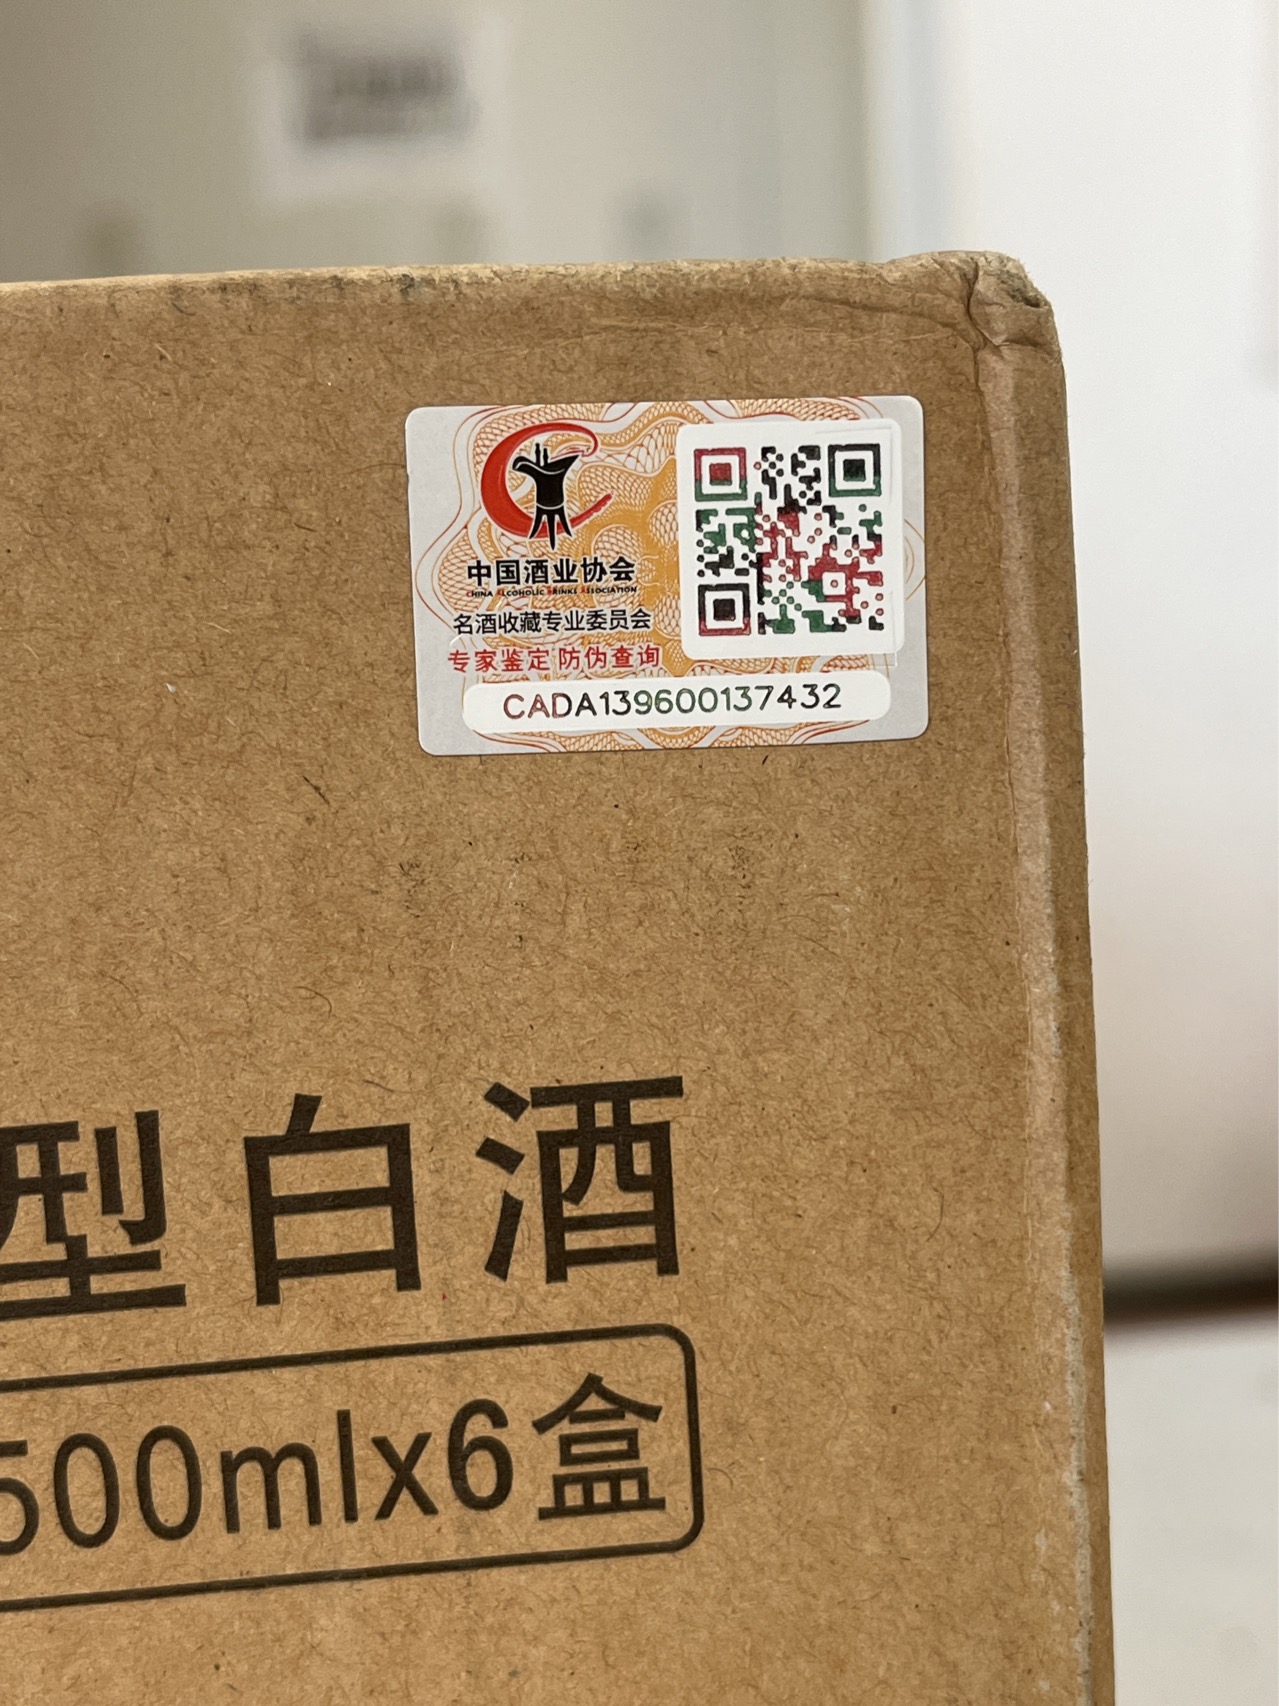 中国酒业协会
CHINA ALCOHOLIC DRINKS ASSOCIATION
名酒收藏专业委员会
专家鉴定 防伪查询
CADA139600137432
型白酒
500mlx6盒